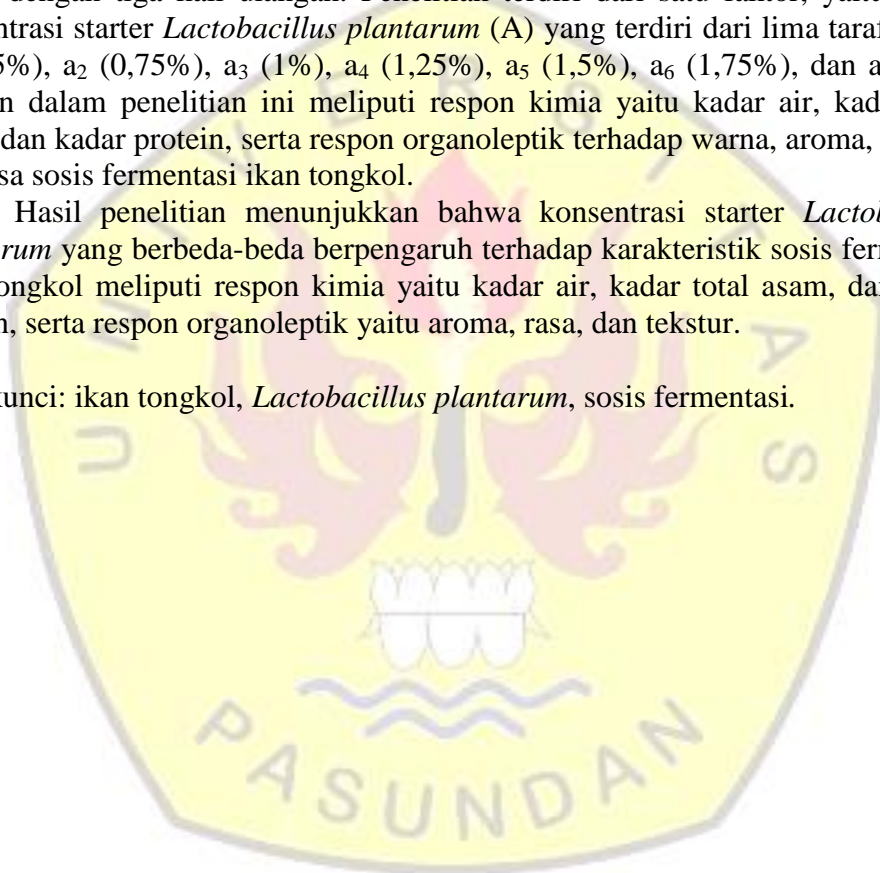 dengan tiga kali ulangan. Penelitian terdiri dari satu faktor,
ntrasi starter Lactobacillus plantarum (A) yang terdiri dari lima taraf
5%), a2 (0,75%), a3 (1%), a4 (1,25%), a5 (1,5%), a6 (1,75%), dan a
n dalam penelitian ini meliputi respon kimia yaitu kadar air, kad
dan kadar protein, serta respon organoleptik terhadap warna, aroma,
sa sosis fermentasi ikan tongkol.
Hasil penelitian menunjukkan bahwa konsentrasi starter Lactob
rum yang berbeda-beda berpengaruh terhadap karakteristik sosis fer
ongkol meliputi respon kimia yaitu kadar air, kadar total asam, da
n, serta respon organoleptik yaitu aroma, rasa, dan tekstur.
unci: ikan tongkol, Lactobacillus plantarum, sosis fermentasi.
UNIVERSITAS
PASUNDAN